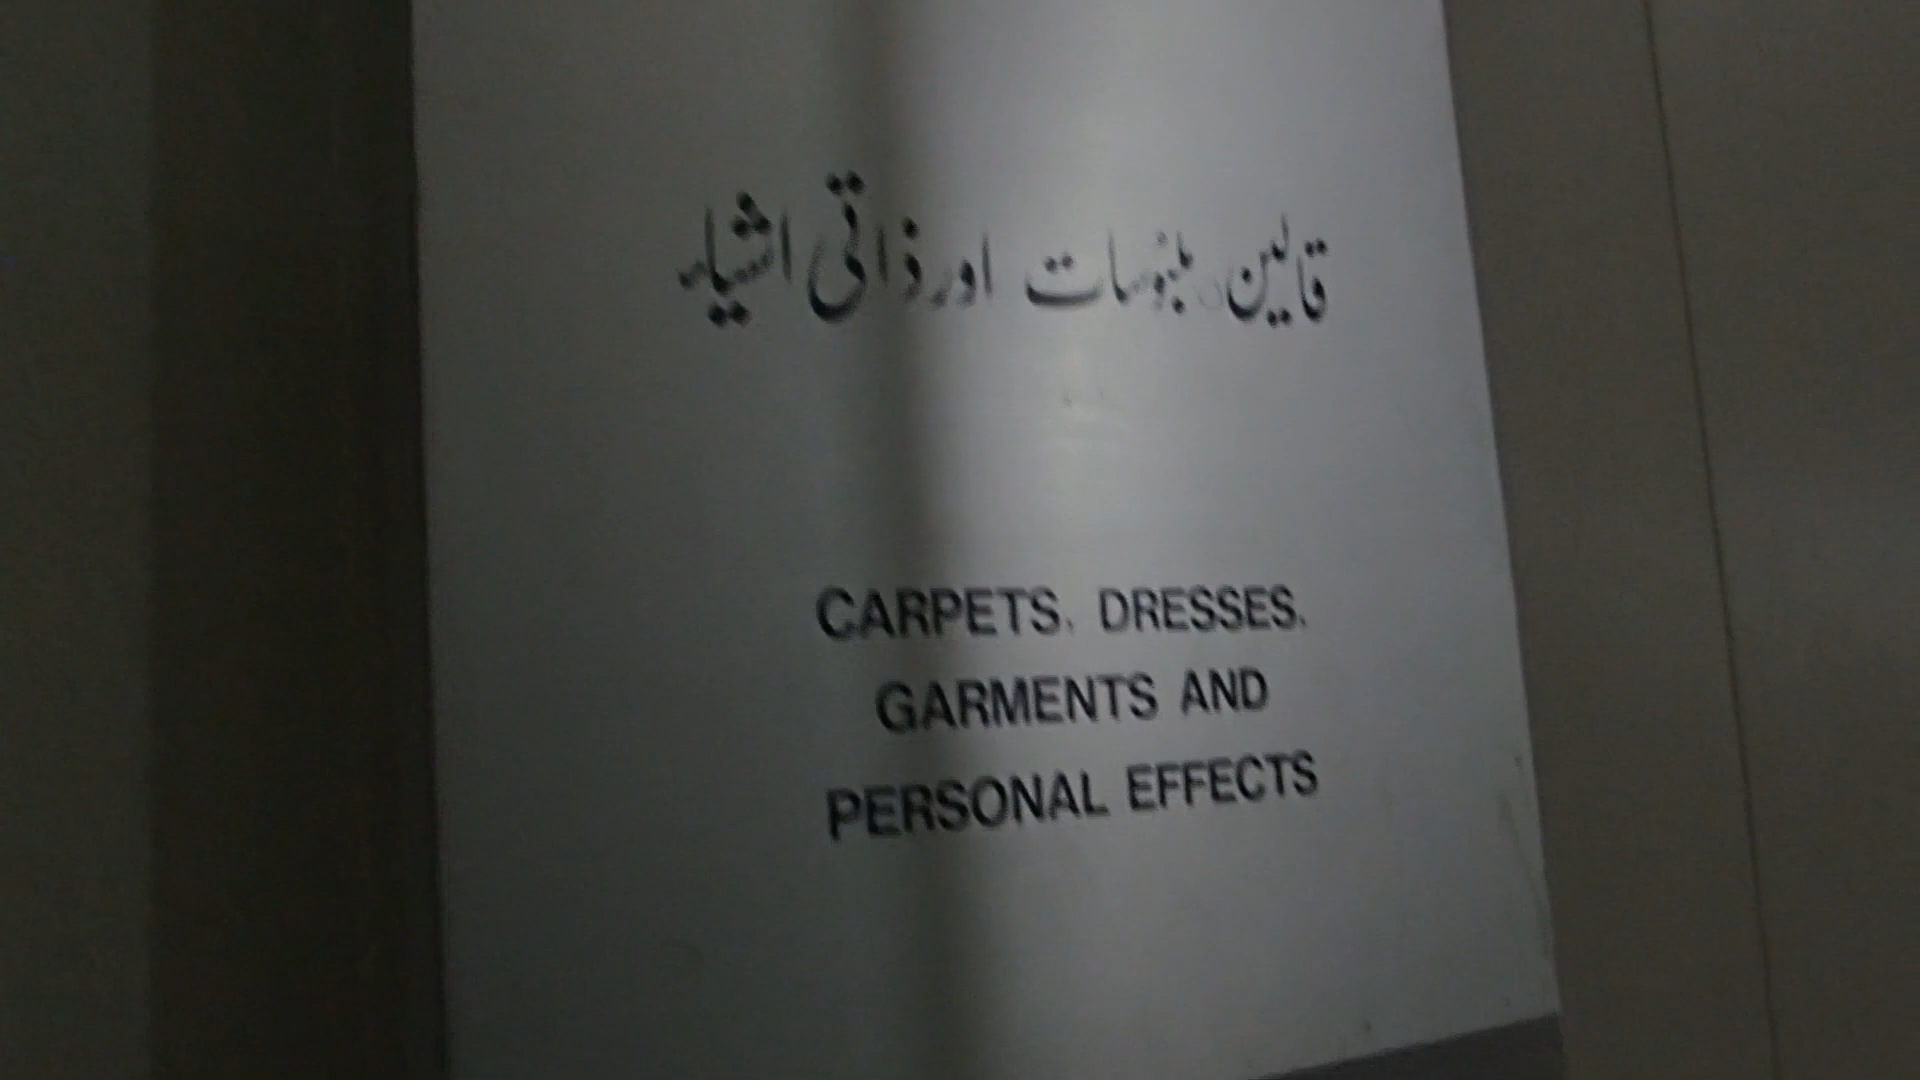 قالین، ملبوسات اور ذاتی اشیاء
CARPETS, DRESSES,
GARMENTS AND
PERSONAL EFFECTS